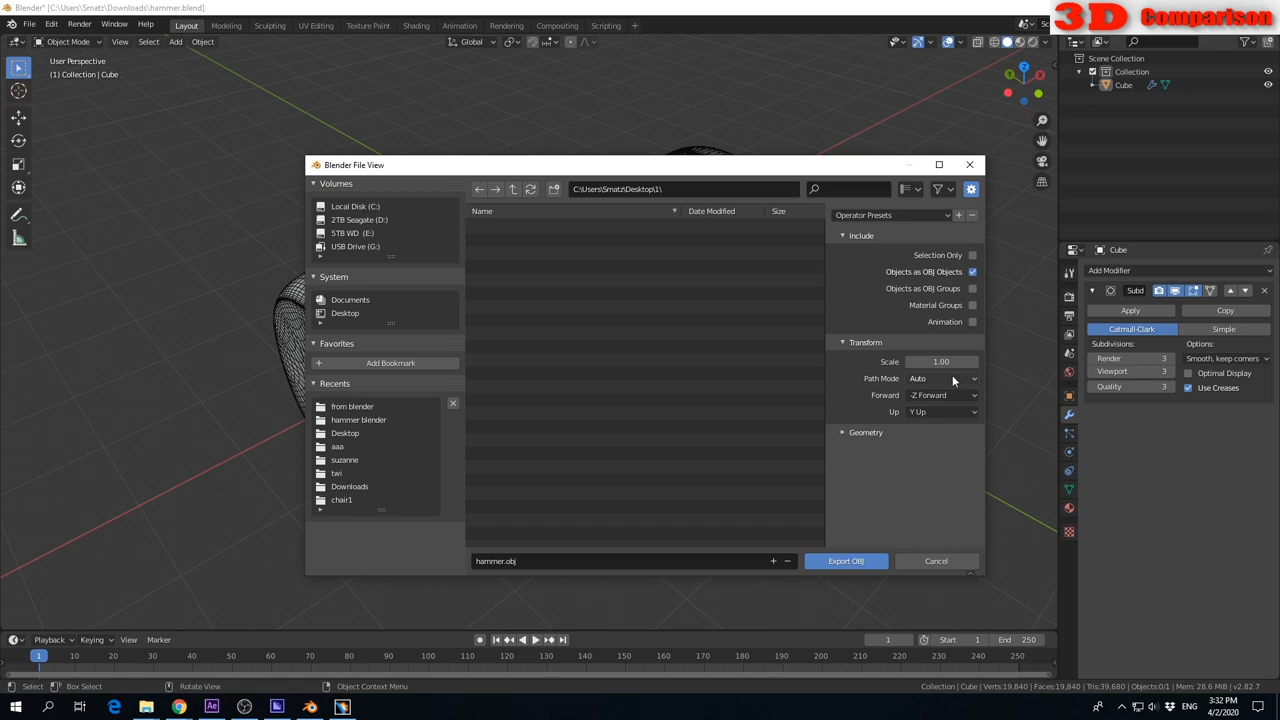 Blender* [C:\Users\Smatz\Downloads\hammer.blend]
3D Comparison
File Edit Render Window Help Layout Modeling Sculpting UV Editing Texture Paint Shading Animation Rendering Compositing Scripting + Sc
Object Mode View Select Add Object Global
User Perspective
(1) Collection | Cube
Z
Y
X
Scene Collection
Collection
Cube
Blender File View
Volumes
Local Disk (C:)
2TB Seagate (D:)
5TB WD (E:)
USB Drive (G:)
System
Documents
Desktop
Favorites
+ Add Bookmark
Recents
from blender
hammer blender
Desktop
aaa
suzanne
twi
Downloads
chair1
C:\Users\Smatz\Desktop\1\
Name Date Modified Size
Operator Presets
Include
Selection Only
Objects as OBJ Objects
Objects as OBJ Groups
Material Groups
Animation
Transform
Scale 1.00
Path Mode Auto
Forward -Z Forward
Up Y Up
Geometry
hammer.obj
Export OBJ Cancel
Cube
Add Modifier
Subd
Apply Copy
Catmull-Clark Simple
Subdivisions: Options:
Render 3 Smooth, keep corners
Viewport 3 Optimal Display
Quality 3 Use Creases
Playback Keying View Marker 1 Start 1 End 250
1 10 20 30 40 50 60 70 80 90 100 110 120 130 140 150 160 170 180 190 200 210 220 230 240 250
Select Box Select Rotate View Object Context Menu Collection | Cube | Verts:19,840 | Faces:19,840 | Tris:39,680 | Objects:0/1 | Mem: 28.6 MiB | v2.82.7
Ae
ENG
3:32 PM
4/2/2020